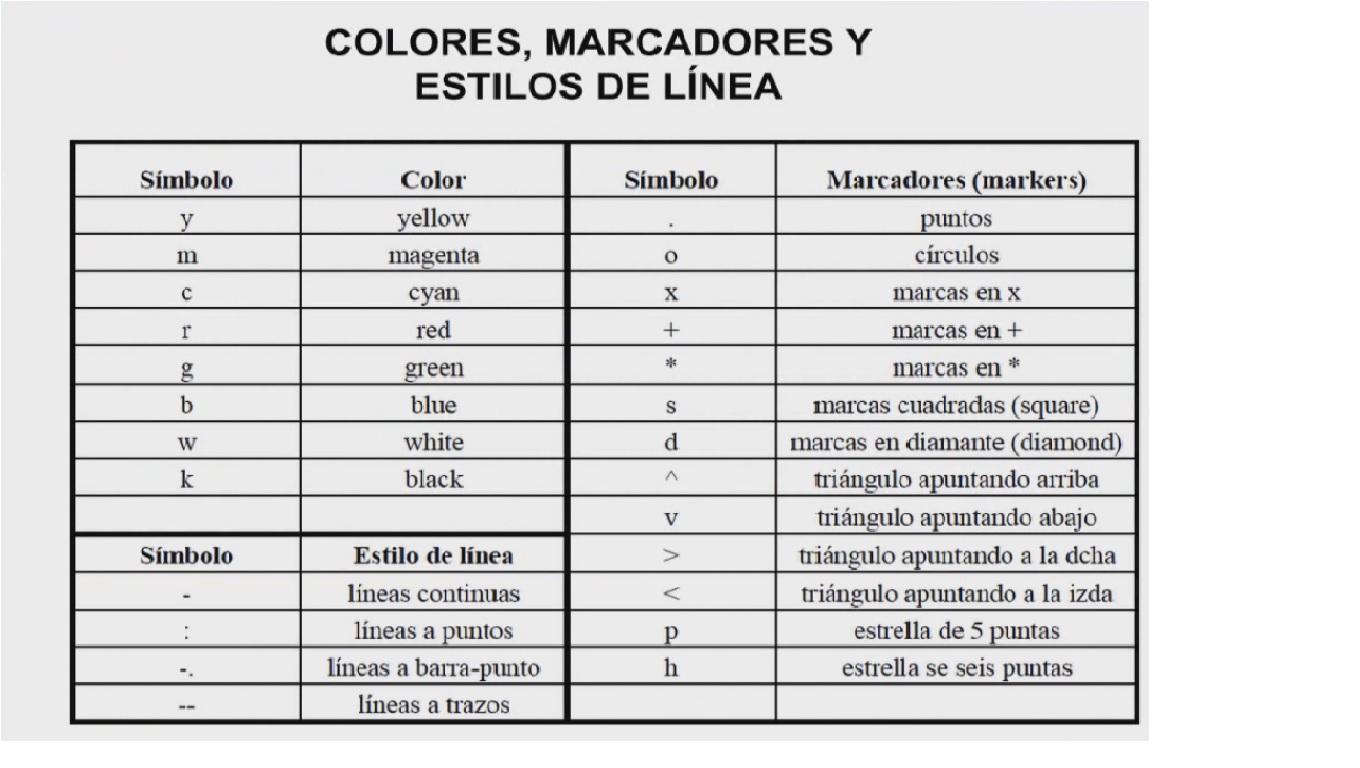 COLORES, MARCADORES Y
ESTILOS DE LÍNEA
Símbolo Color Símbolo Marcadores (markers)
y yellow . puntos
m magenta o círculos
c cyan x marcas en x
r red + marcas en +
g green * marcas en *
b blue s marcas cuadradas (square)
w white d marcas en diamante (diamond)
k black ^ triángulo apuntando arriba
v triángulo apuntando abajo
Símbolo Estilo de línea > triángulo apuntando a la dcha
- líneas continuas < triángulo apuntando a la izda
: líneas a puntos p estrella de 5 puntas
-. líneas a barra-punto h estrella se seis puntas
-- líneas a trazos